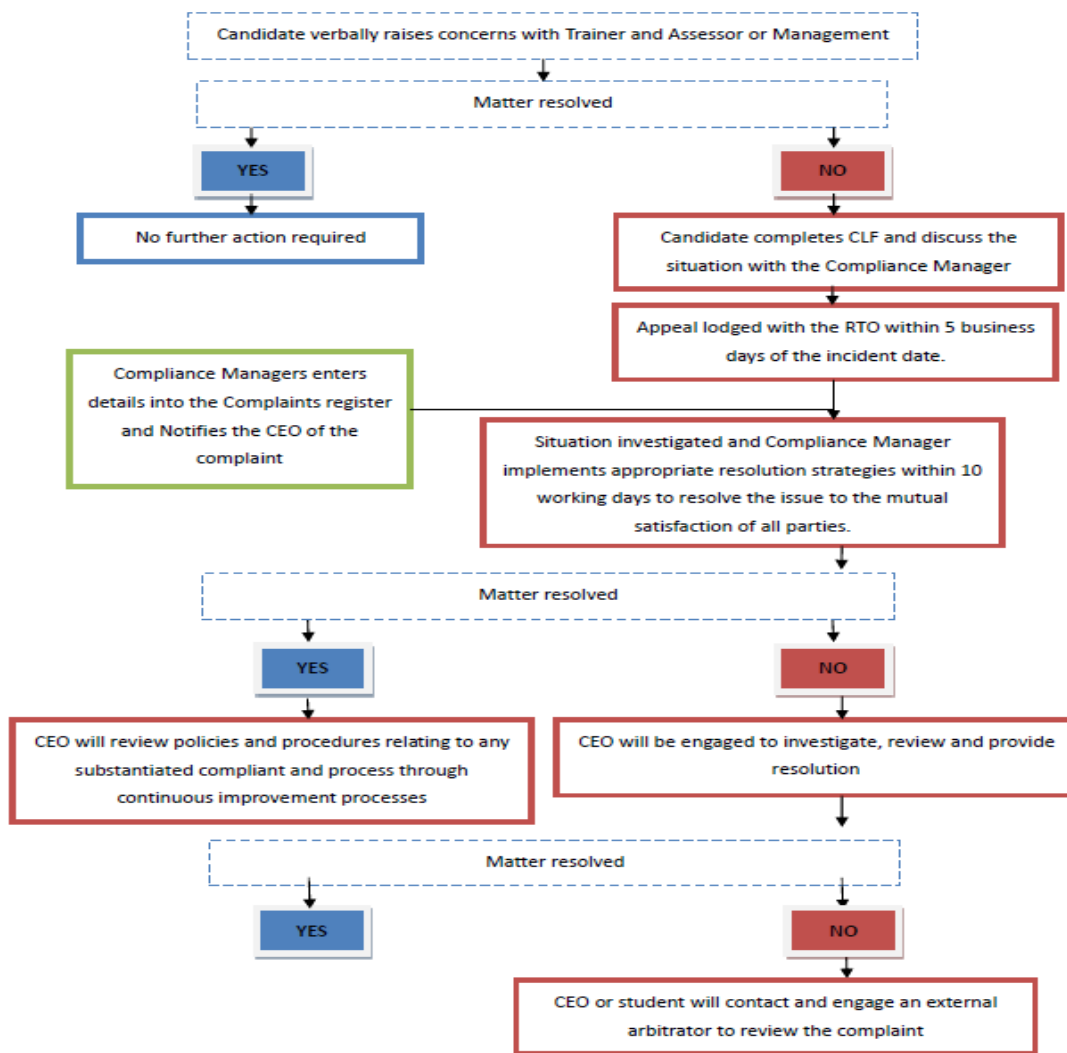 Candidate verbally raises concerns with Trainer and Assessor or Management
Matter resolved
YES
NO
No further action required
Candidate completes CLF and discuss the
situation with the Compliance Manager
Appeal lodged with the RTO within 5 business
days of the incident date.
Compliance Managers enters
details into the Complaints register
and Notifies the CEO of the
complaint
Situation investigated and Compliance Manager
implements appropriate resolution strategies within 10
working days to resolve the issue to the mutual
satisfaction of all parties.
Matter resolved
YES
NO
CEO will review policies and procedures relating to any
substantiated compliant and process through
continuous improvement processes
CEO will be engaged to investigate, review and provide
resolution
Matter resolved
YES
NO
CEO or student will contact and engage an external
arbitrator to review the complaint